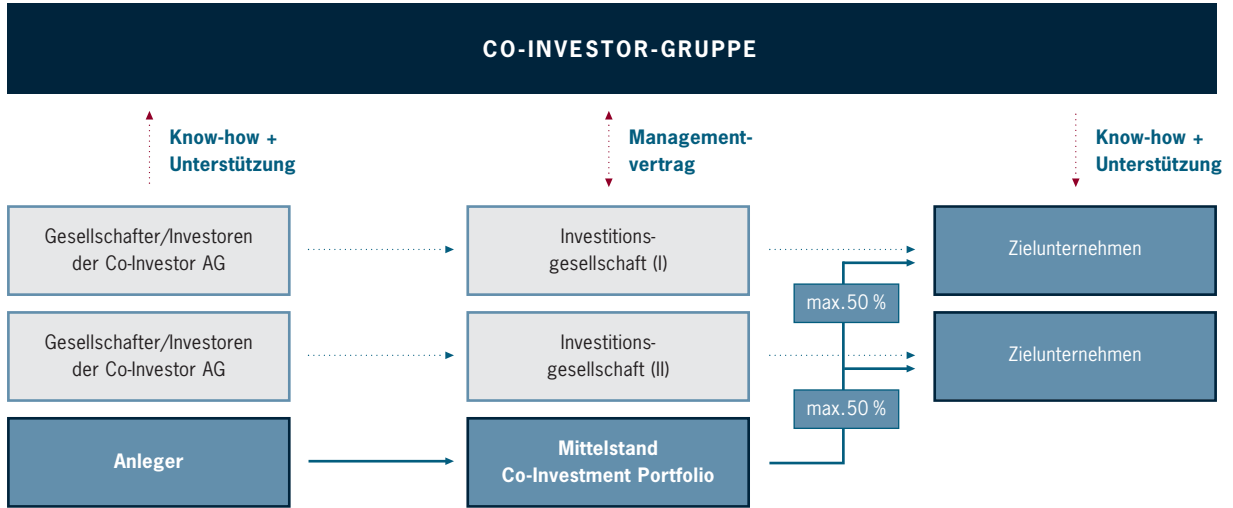 CO-INVESTOR-GRUPPE
Know-how +
Unterstützung
Management-
vertrag
Know-how +
Unterstützung
Gesellschafter/Investoren
der Co-Investor AG
Investitions-
gesellschaft (I)
Zielunternehmen
max. 50 %
Gesellschafter/Investoren
der Co-Investor AG
Investitions-
gesellschaft (II)
Zielunternehmen
max. 50 %
Anleger
Mittelstand
Co-Investment Portfolio